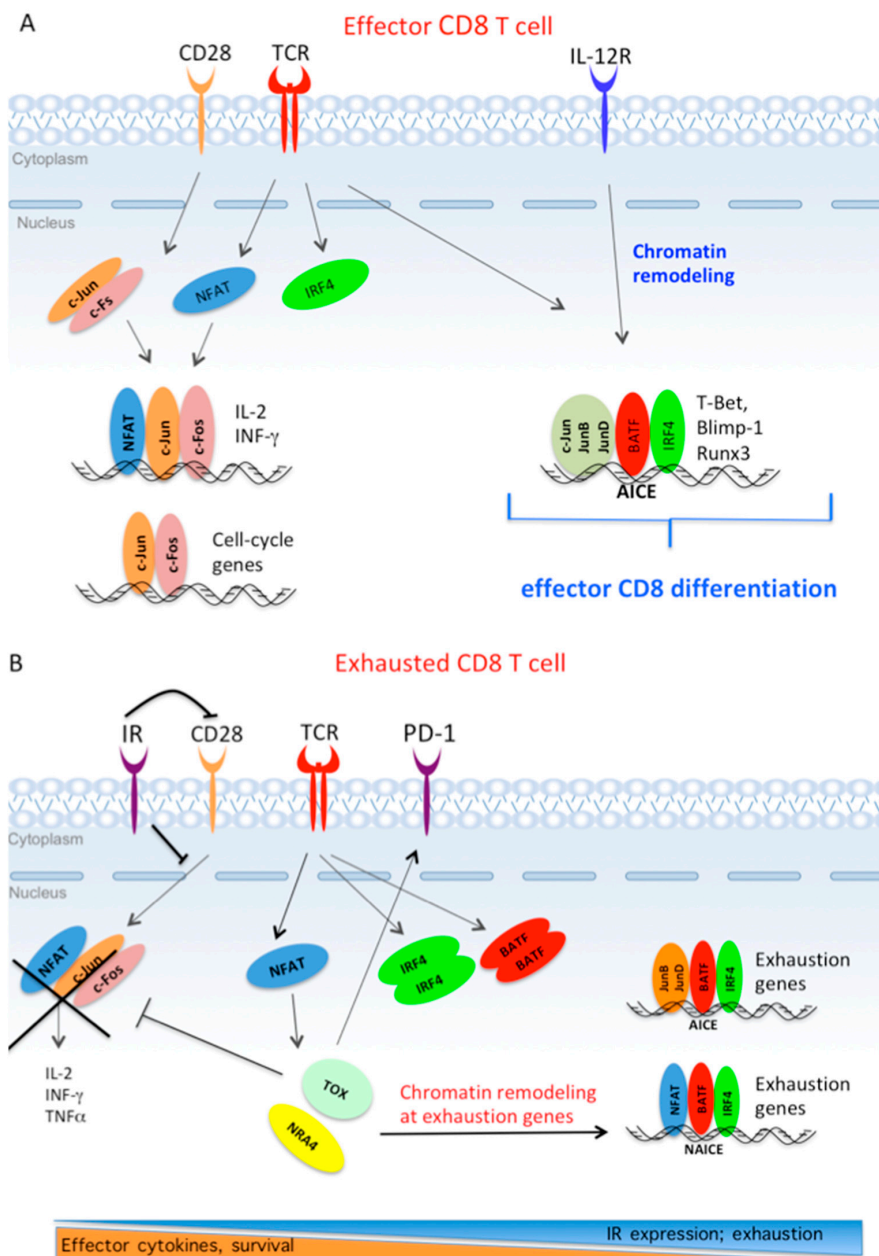 A
Effector CD8 T cell
CD28
TCR
IL-12R
Cytoplasm
Nucleus
Chromatin
remodeling
c-Jun
c-Fs
NFAT
IRF4
NFAT
c-Jun
c-Fos
IL-2
INF-γ
c-Jun
JunB
JunD
BATF
IRF4
T-Bet,
Blimp-1
Runx3
AICE
c-Jun
c-Fos
Cell-cycle
genes
effector CD8 differentiation
B
Exhausted CD8 T cell
IR
CD28
TCR
PD-1
Cytoplasm
Nucleus
NFAT
c-Jun
c-Fos
NFAT
IRF4
IRF4
BATF
BATF
JunB
JunD
BATF
IRF4
Exhaustion
genes
AICE
IL-2
INF-γ
TNFα
TOX
NRA4
Chromatin remodeling
at exhaustion genes
NFAT
BATF
IRF4
Exhaustion
genes
NAICE
IR expression; exhaustion
Effector cytokines, survival